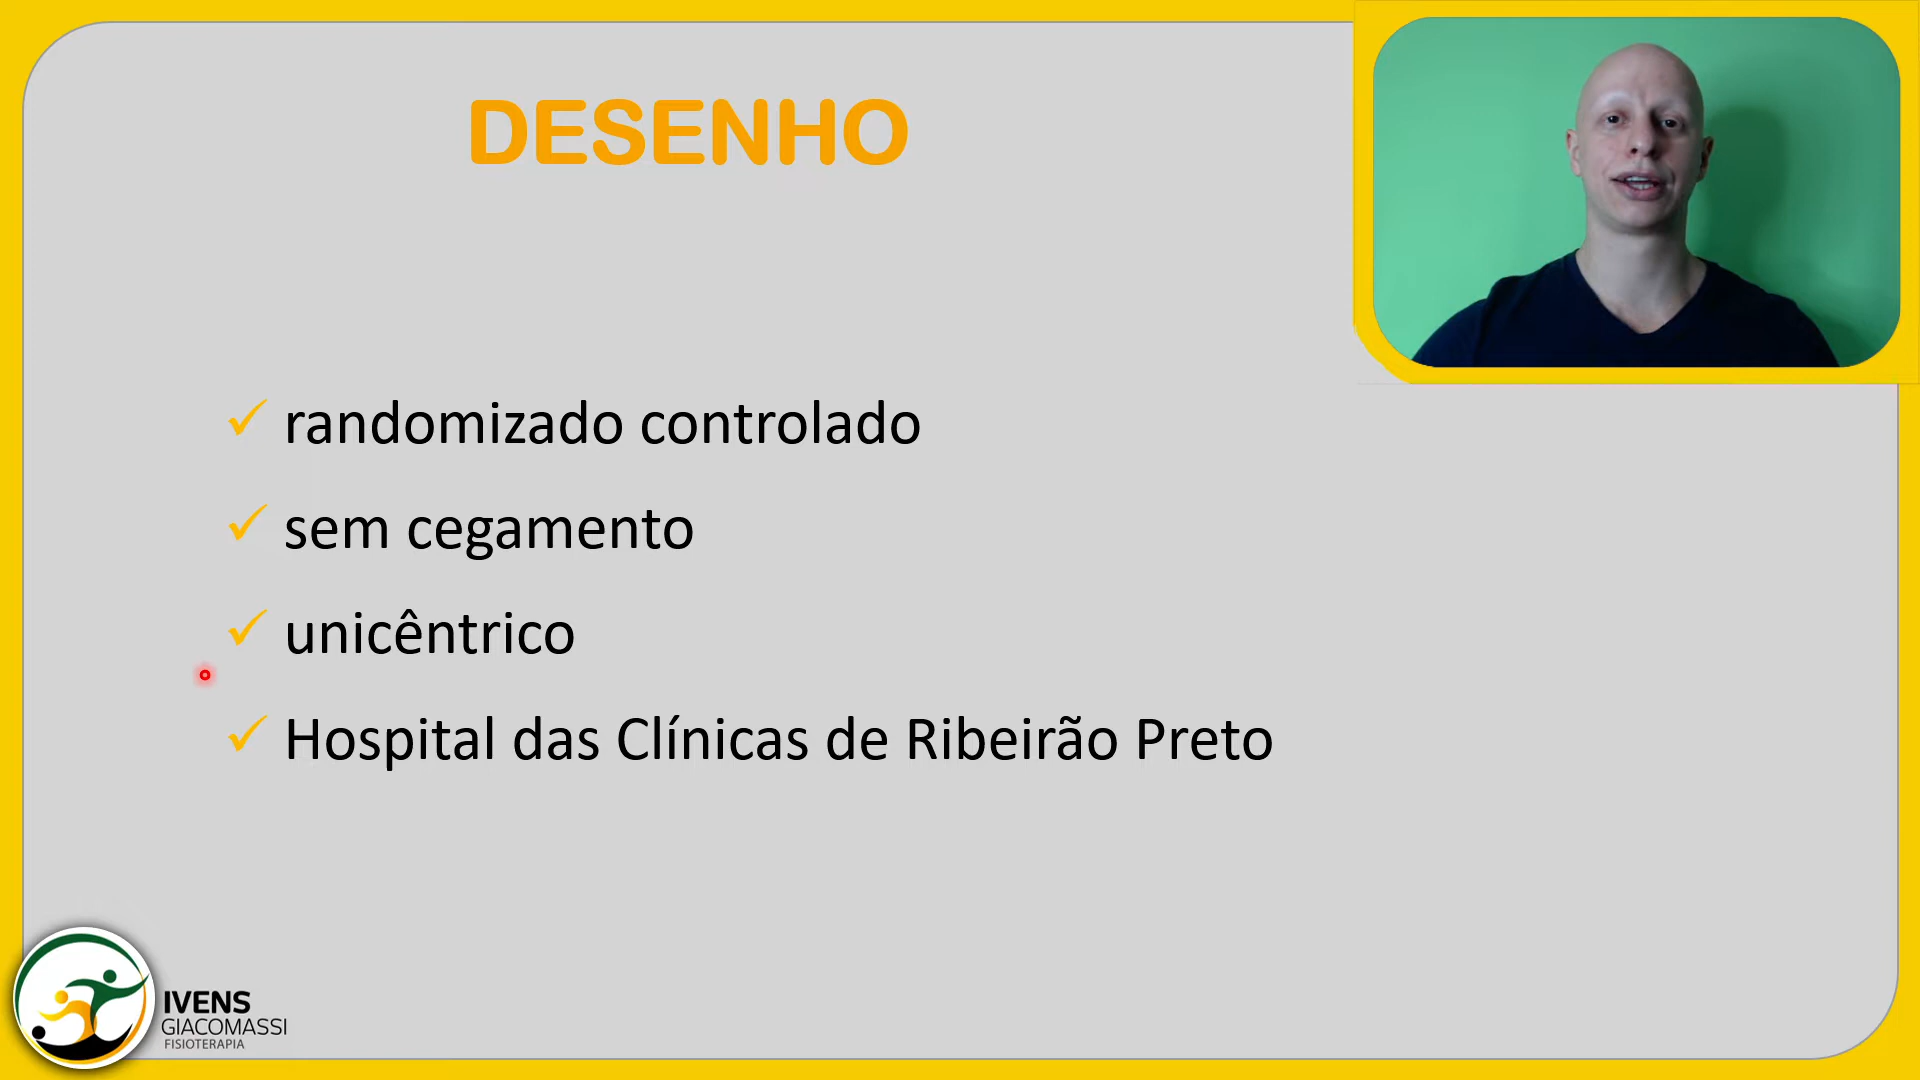 DESENHO
randomizado controlado
sem cegamento
unicêntrico
Hospital das Clínicas de Ribeirão Preto
IVENS
GIACOMASSI
FISIOTERAPIA